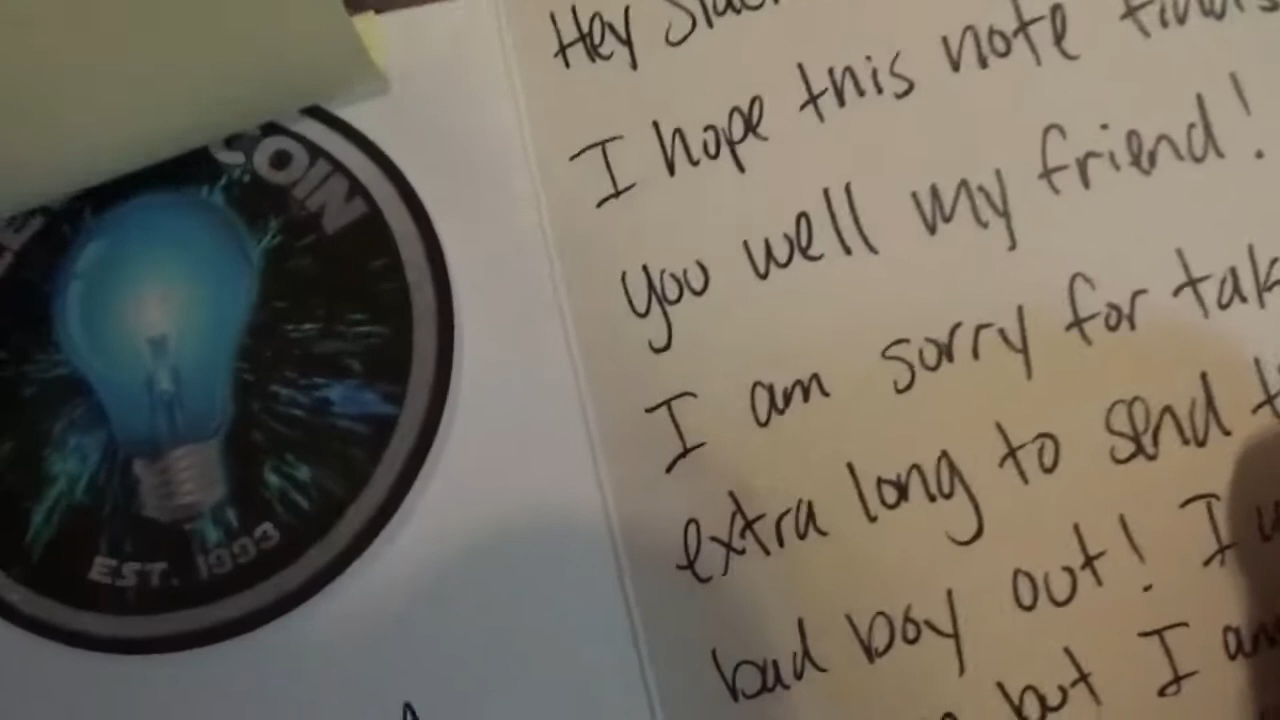 COIN
EST. 1993
Hey
I hope this note
you well my friend!
I am sorry for
extra long to send
bad boy out! I
but I